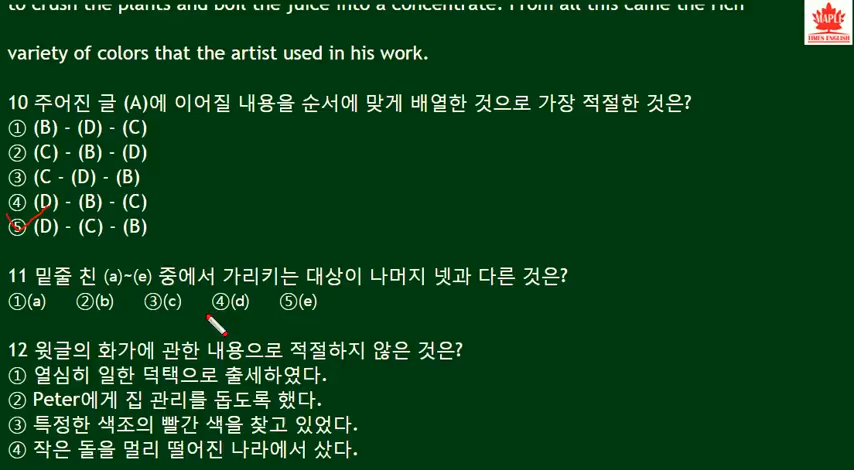 to crush the plants and boil the juice into a concentrate. From all this came the rich
MAPLE
TIMES ENGLISH
variety of colors that the artist used in his work.
10 주어진 글 (A)에 이어질 내용을 순서에 맞게 배열한 것으로 가장 적절한 것은?
① (B) - (D) - (C)
② (C) - (B) - (D)
③ (C - (D) - (B)
④ (D) - (B) - (C)
⑤ (D) - (C) - (B)
11 밑줄 친 (a)~(e) 중에서 가리키는 대상이 나머지 넷과 다른 것은?
①(a) ②(b) ③(c) ④(d) ⑤(e)
12 윗글의 화가에 관한 내용으로 적절하지 않은 것은?
① 열심히 일한 덕택으로 출세하였다.
② Peter에게 집 관리를 돕도록 했다.
③ 특정한 색조의 빨간 색을 찾고 있었다.
④ 작은 돌을 멀리 떨어진 나라에서 샀다.